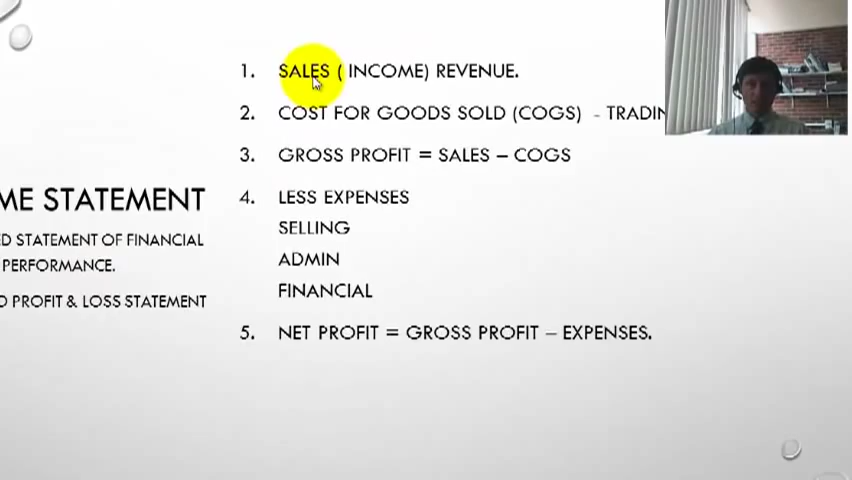 1. SALES ( INCOME) REVENUE.
2. COST FOR GOODS SOLD (COGS) - TRADIN
3. GROSS PROFIT = SALES – COGS
ME STATEMENT
4. LESS EXPENSES
SELLING
ED STATEMENT OF FINANCIAL
PERFORMANCE.
ADMIN
FINANCIAL
O PROFIT & LOSS STATEMENT
5. NET PROFIT = GROSS PROFIT – EXPENSES.